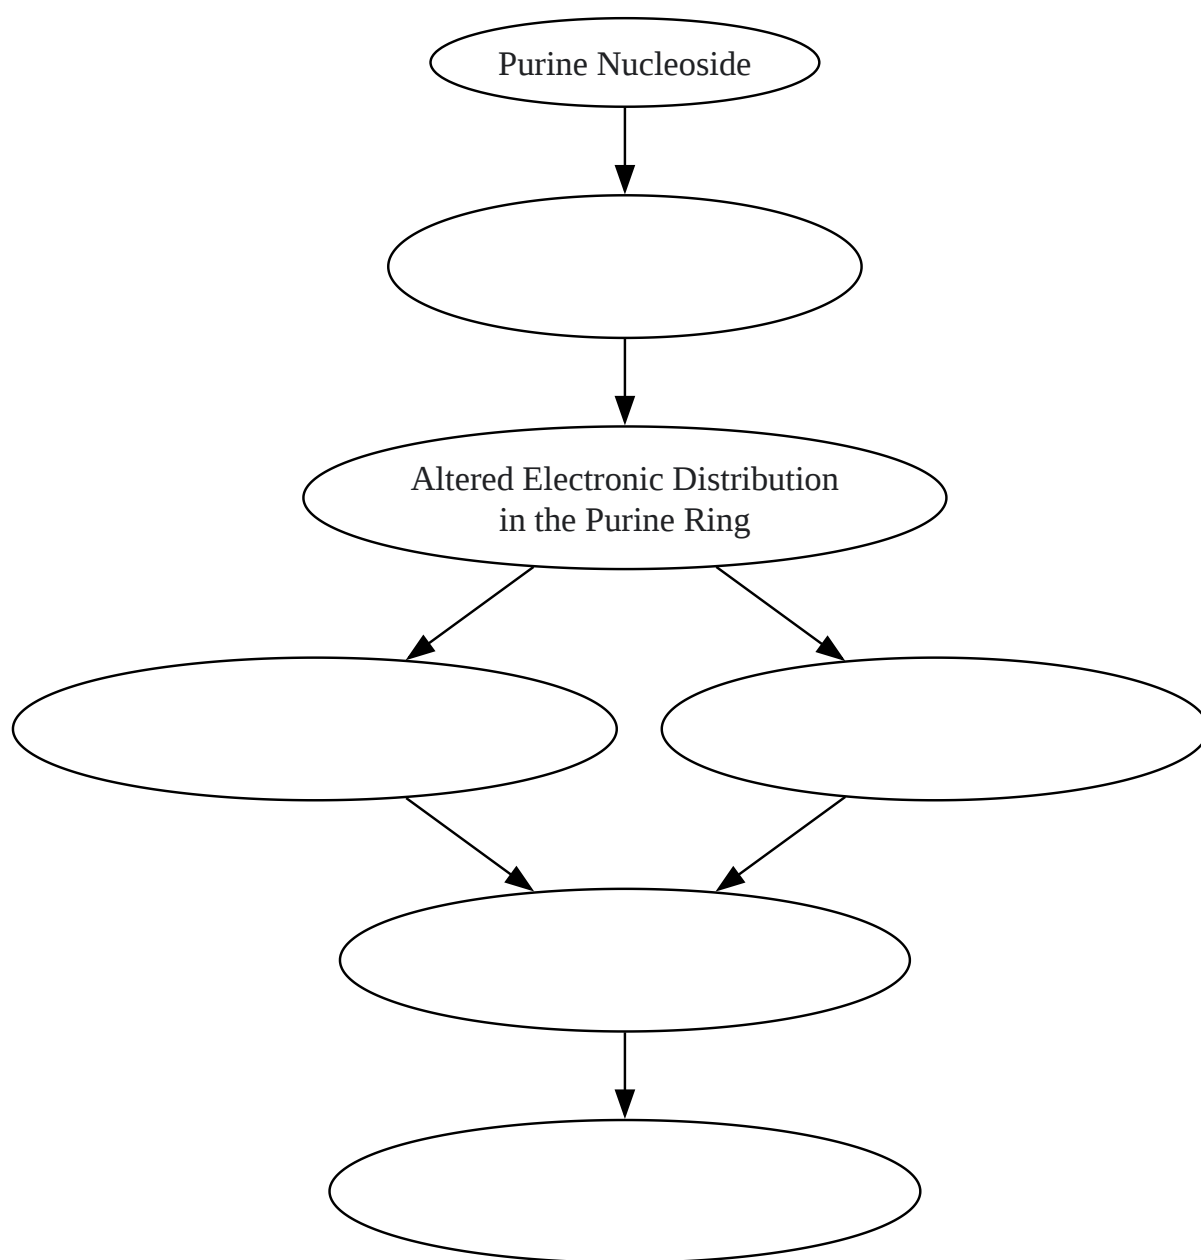 Purine Nucleoside
Altered Electronic Distribution
in the Purine Ring